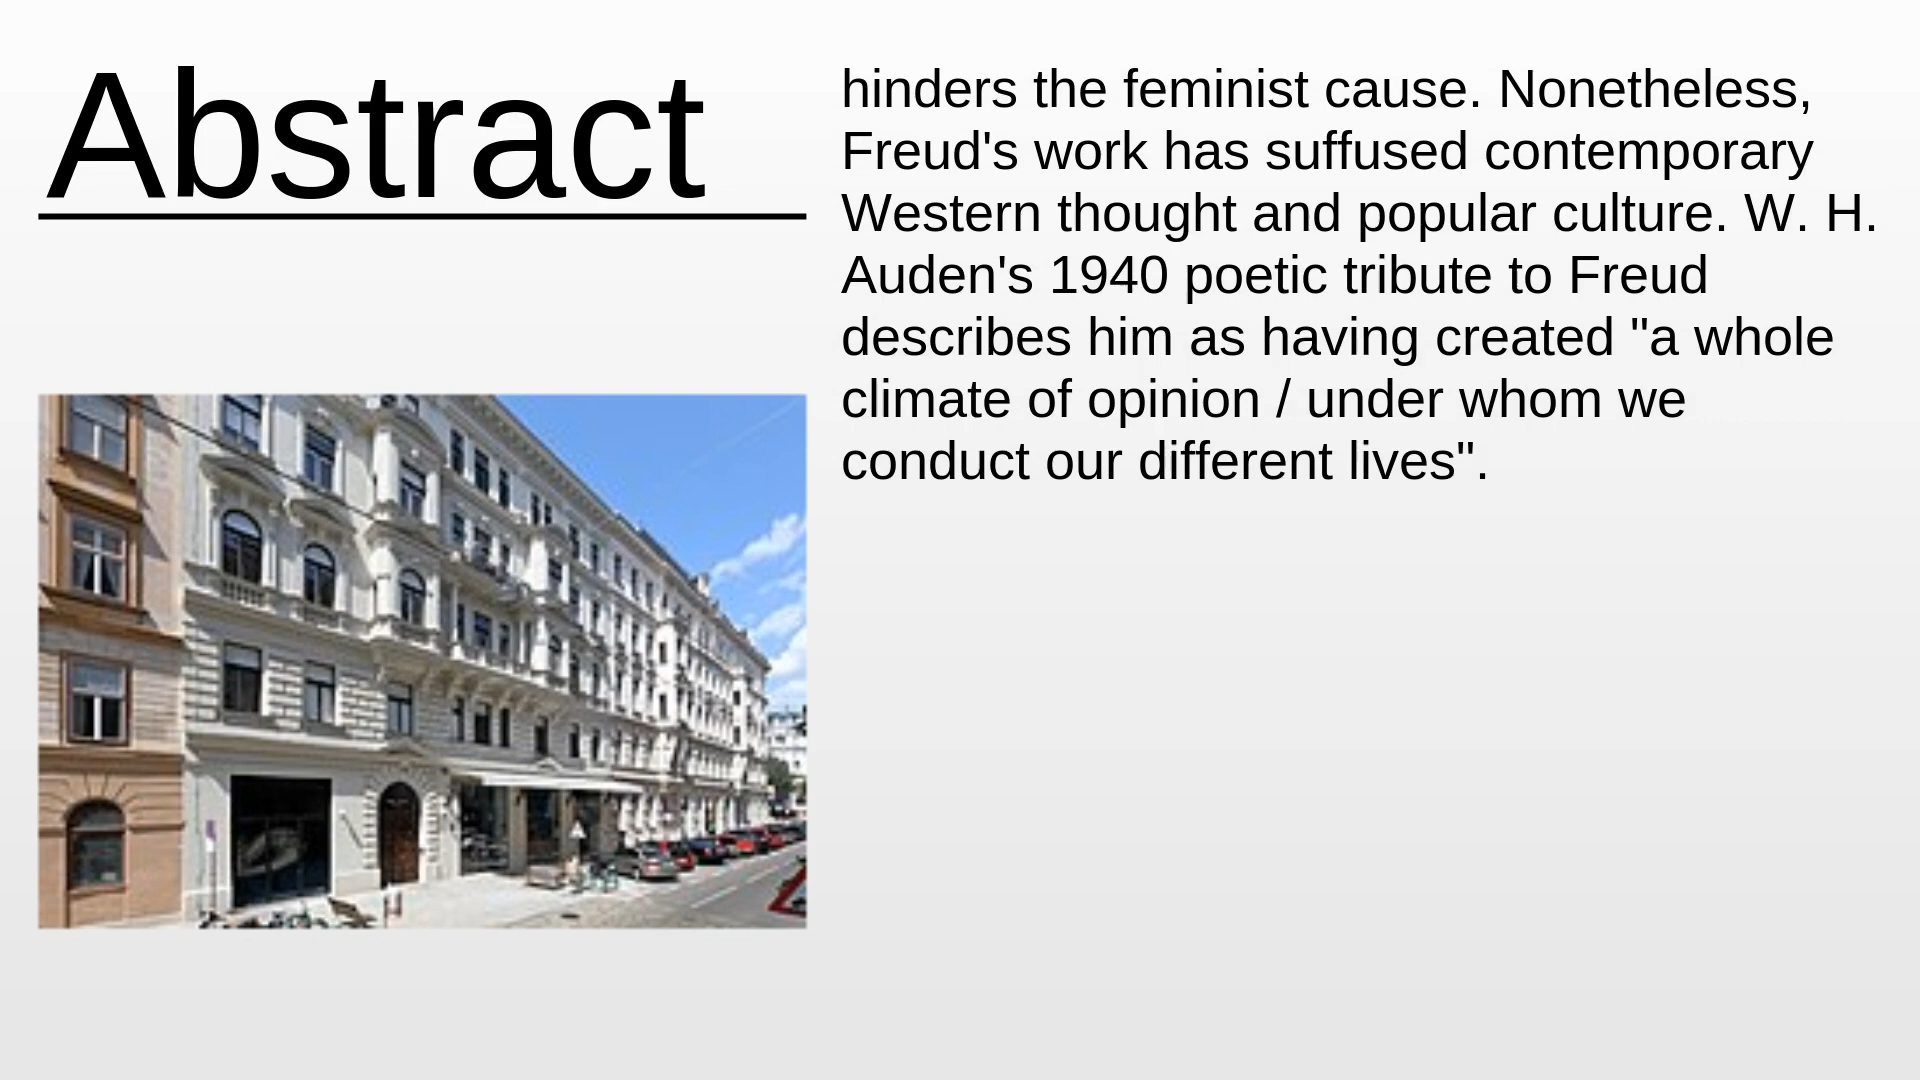 Abstract
hinders the feminist cause. Nonetheless,
Freud's work has suffused contemporary
Western thought and popular culture. W. H.
Auden's 1940 poetic tribute to Freud
describes him as having created "a whole
climate of opinion / under whom we
conduct our different lives".